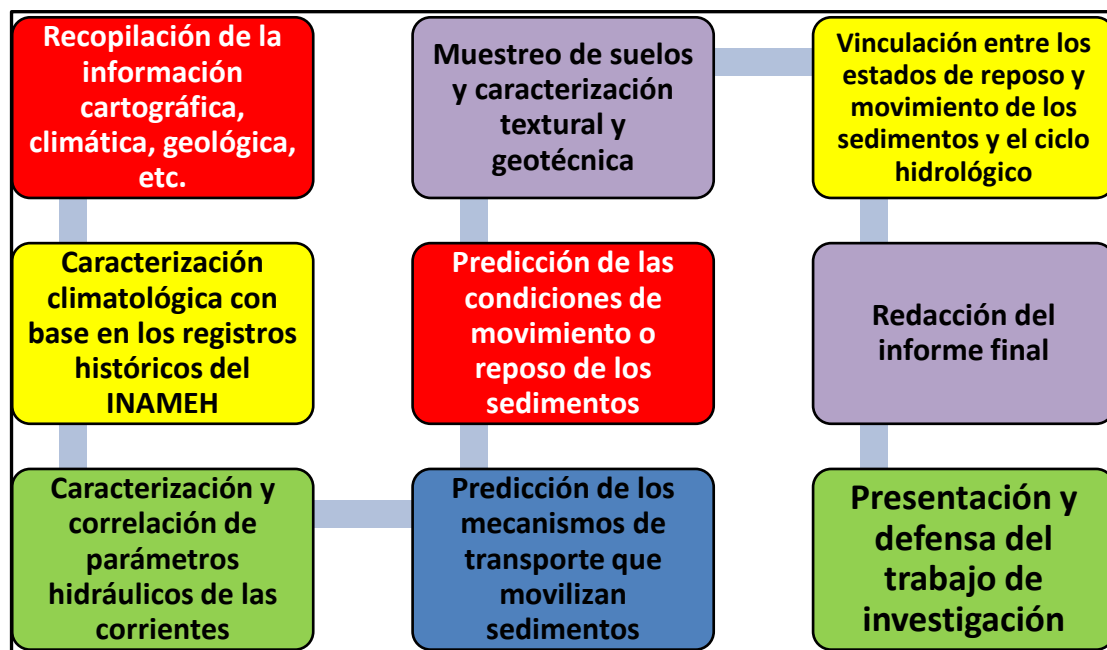 Recopilación de la
información
cartográfica,
climática, geológica,
etc.
Caracterización
climatológica con
base en los registros
históricos del
INAMEH
Caracterización y
correlación de
parámetros
hidráulicos de las
corrientes
Predicción de los
mecanismos de
transporte que
movilizan
sedimentos
Predicción de las
condiciones de
movimiento o
reposo de los
sedimentos
Muestreo de suelos
y caracterización
textural y
geotécnica
Vinculación entre los
estados de reposo y
movimiento de los
sedimentos y el ciclo
hidrológico
Redacción del
informe final
Presentación y
defensa del
trabajo de
investigación